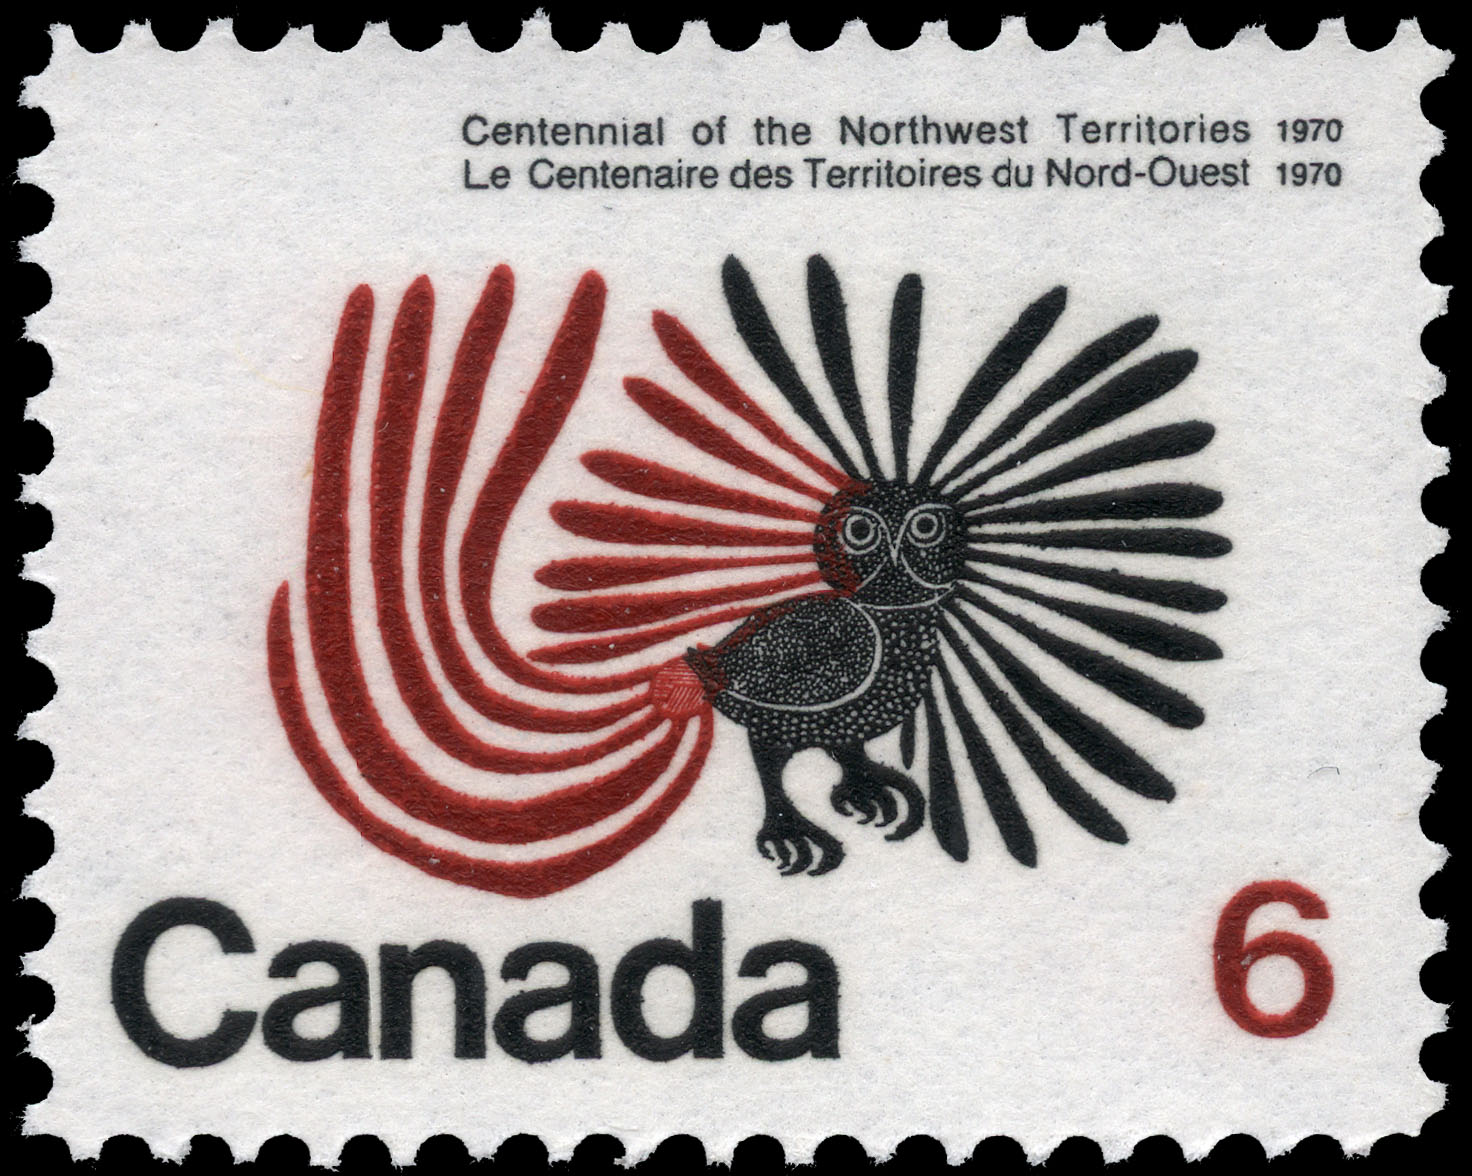 Centennial of the Northwest Territories 1970
Le Centenaire des Territoires du Nord-Ouest 1970
Canada
6